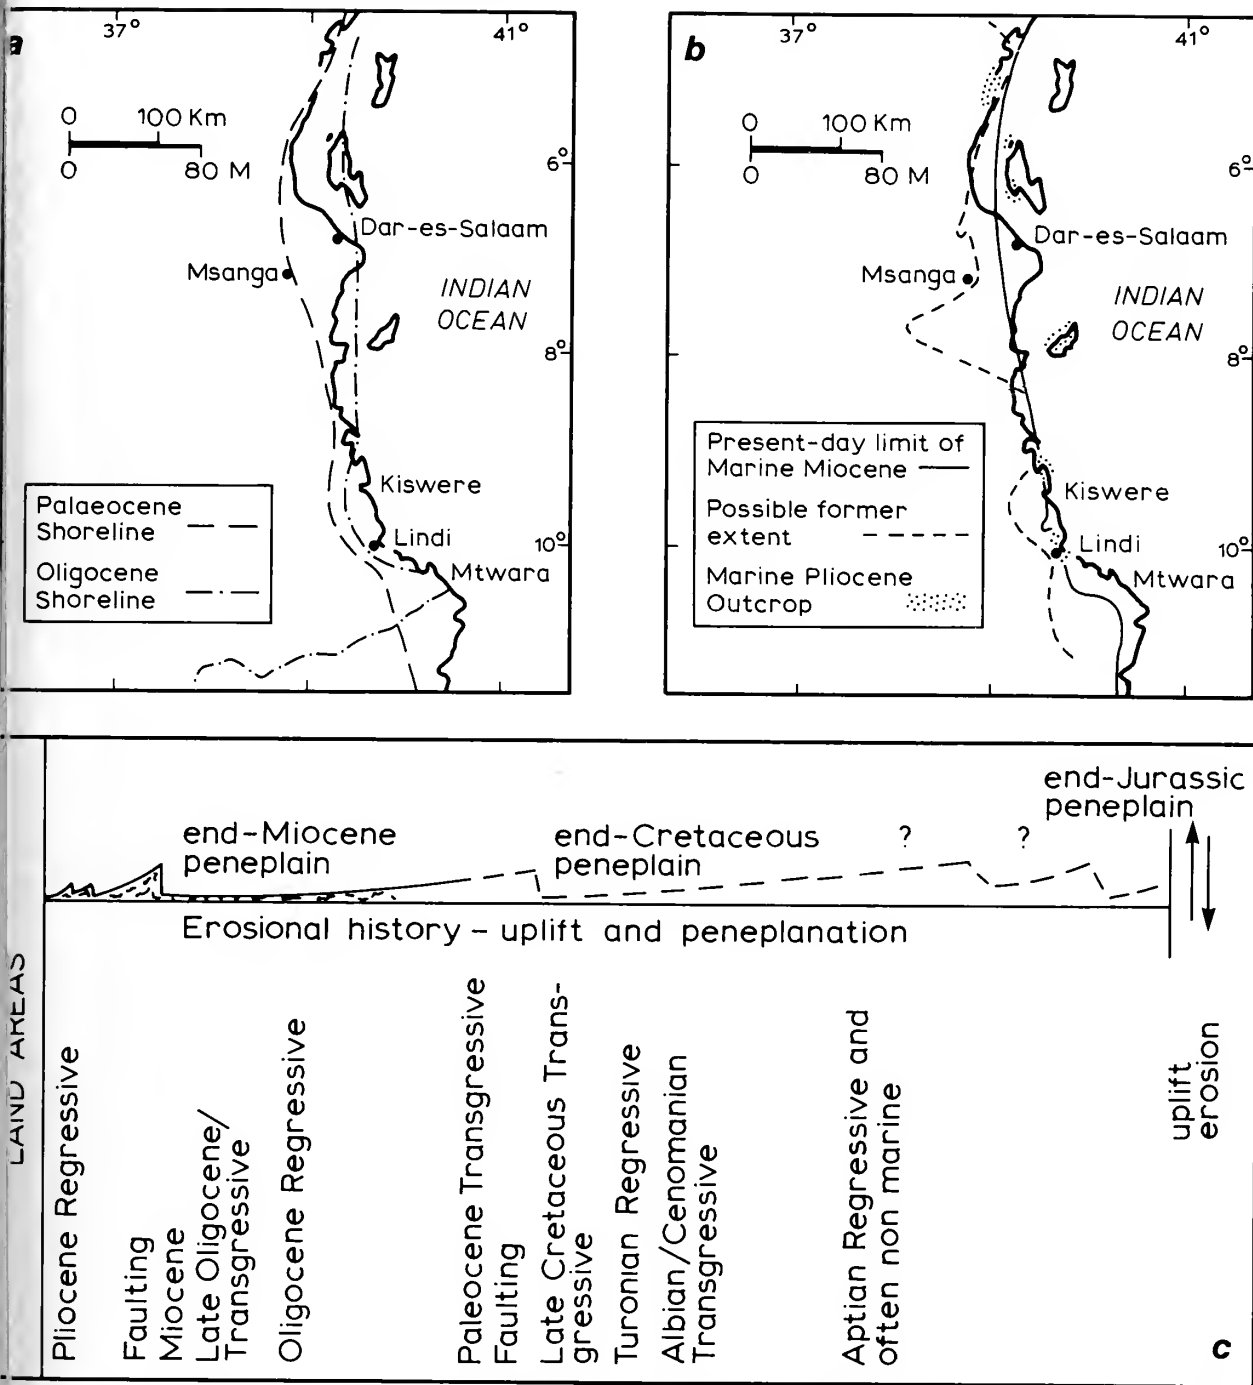 a
37°
41°
0 100 Km
0 80 M
6°
Dar-es-Salaam
Msanga
INDIAN
OCEAN
8°
Kiswere
Palaeocene
Shoreline
Lindi
10°
Oligocene
Shoreline
Mtwara
b
37°
41°
0 100 Km
0 80 M
6°
Dar-es-Salaam
Msanga
INDIAN
OCEAN
8°
Present-day limit of
Marine Miocene
Kiswere
Possible former
extent
Lindi
10°
Marine Pliocene
Outcrop
Mtwara
end-Jurassic
peneplain
end-Miocene
peneplain
end-Cretaceous
peneplain
? ?
Erosional history – uplift and peneplanation
LAND AREAS
Pliocene Regressive
Faulting
Miocene
Late Oligocene/
Transgressive
Oligocene Regressive
Paleocene Transgressive
Faulting
Late Cretaceous Trans-
gressive
Turonian Regressive
Albian/Cenomanian
Transgressive
Aptian Regressive and
often non marine
uplift
erosion
c